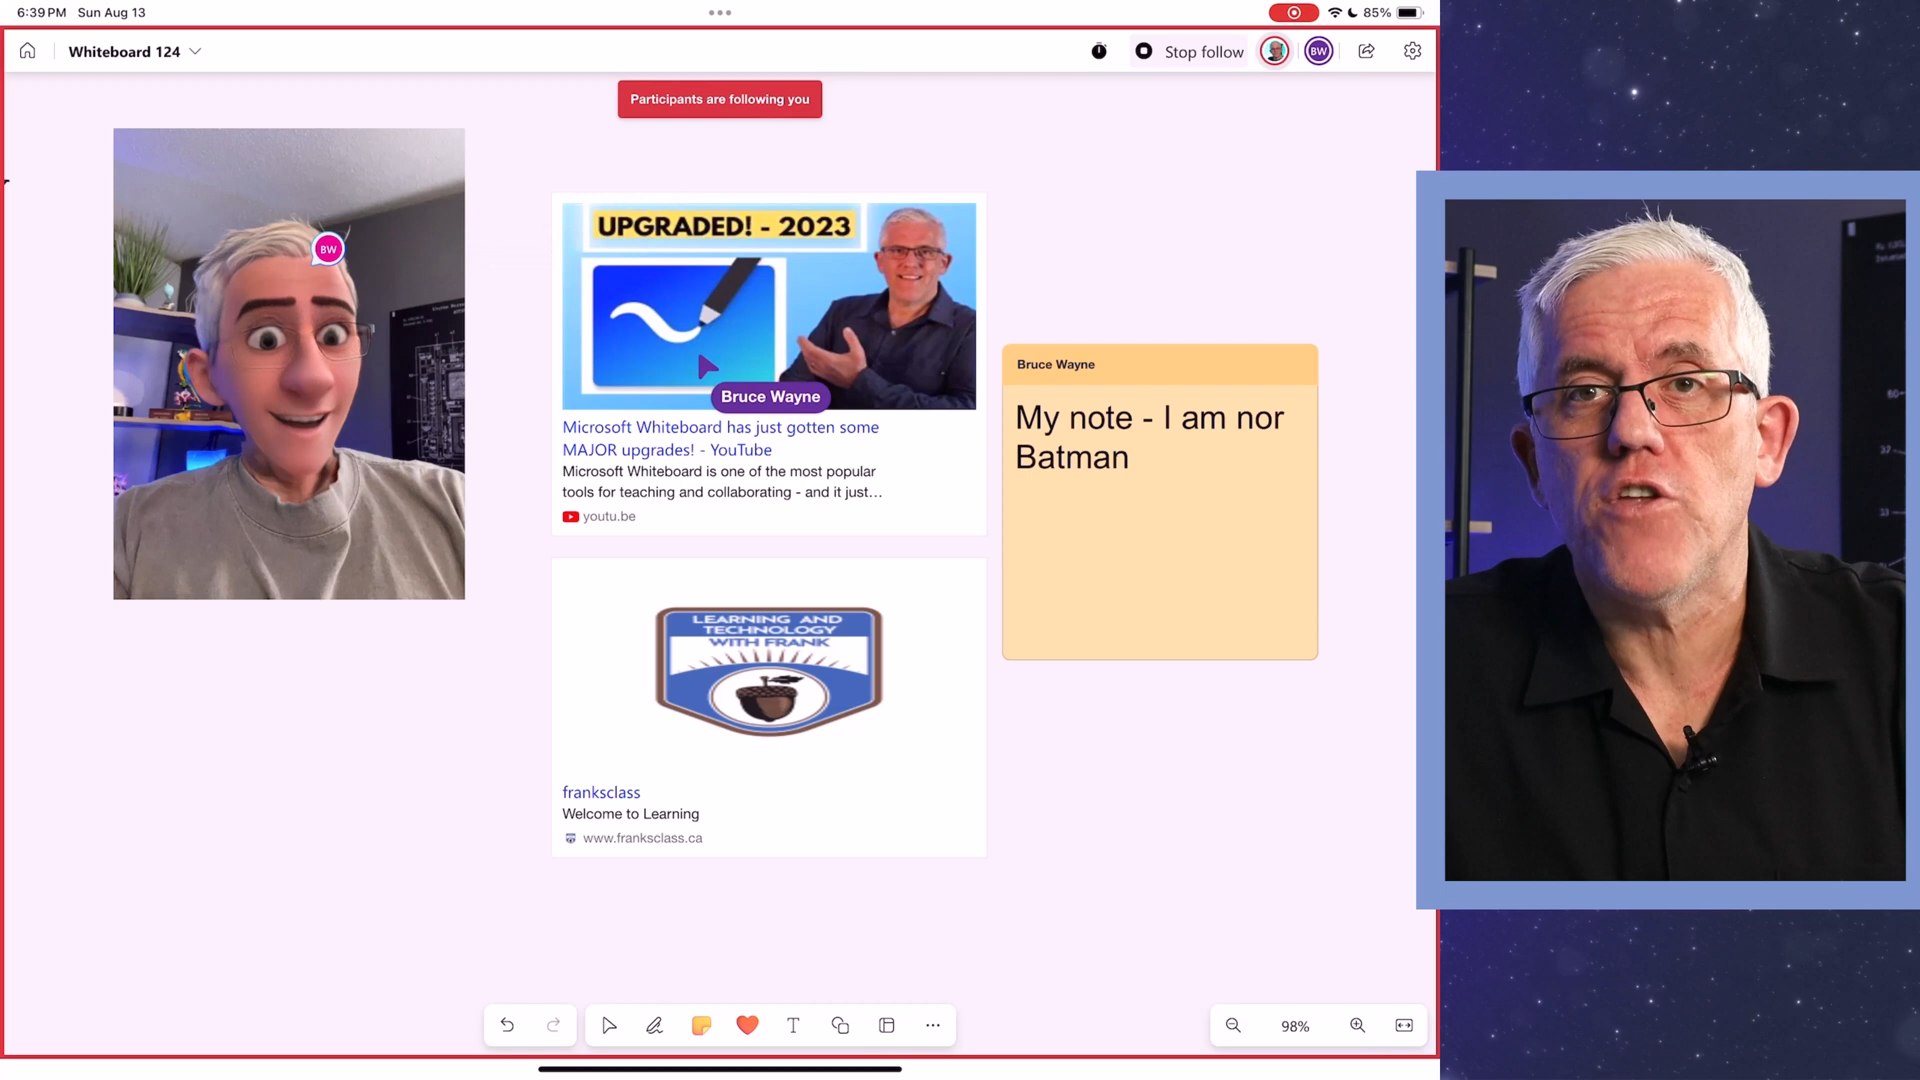 6:39 PM Sun Aug 13
85%
Whiteboard 124
Stop follow
BW
Participants are following you
BW
UPGRADED! - 2023
Bruce Wayne
Microsoft Whiteboard has just gotten some
MAJOR upgrades! - YouTube
Microsoft Whiteboard is one of the most popular
tools for teaching and collaborating - and it just...
youtu.be
Bruce Wayne
My note - I am nor
Batman
LEARNING AND
TECHNOLOGY
WITH FRANK
franksclass
Welcome to Learning
www.franksclass.ca
98%